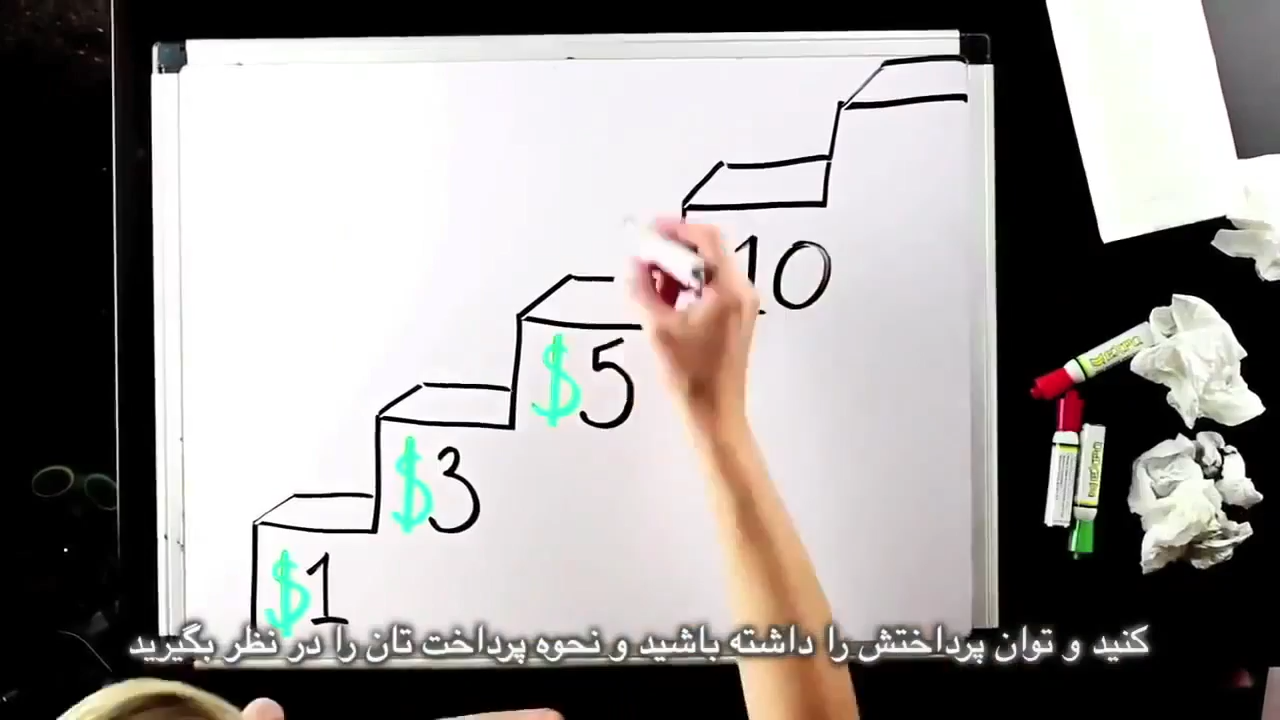 10
$5
$3
$1
کنید و توان پرداختش را داشته باشید و نحوه پرداخت تان را در نظر بگیرید